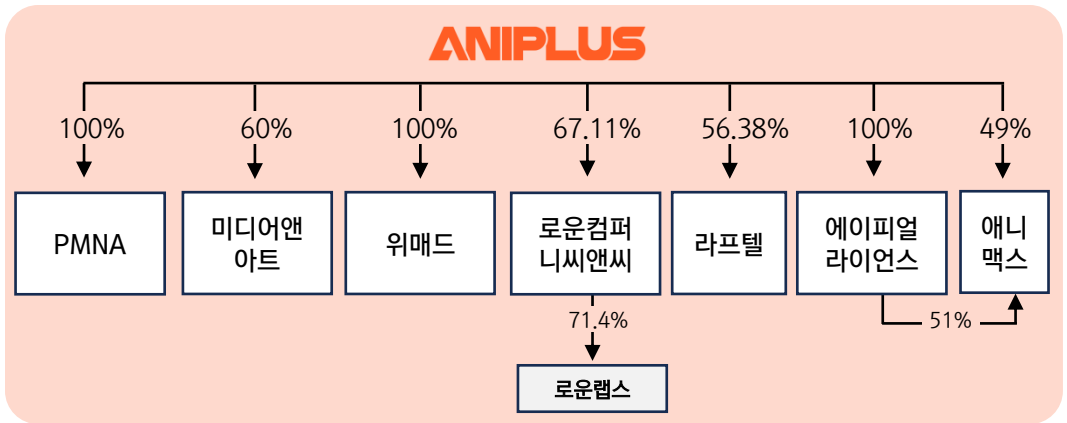 ANIPLUS
100%
60%
100%
67.11%
56.38%
100%
49%
PMNA
미디어앤
아트
위매드
로운컴퍼
니씨앤씨
라프텔
에이피얼
라이언스
애니
맥스
71.4%
51%
로운랩스